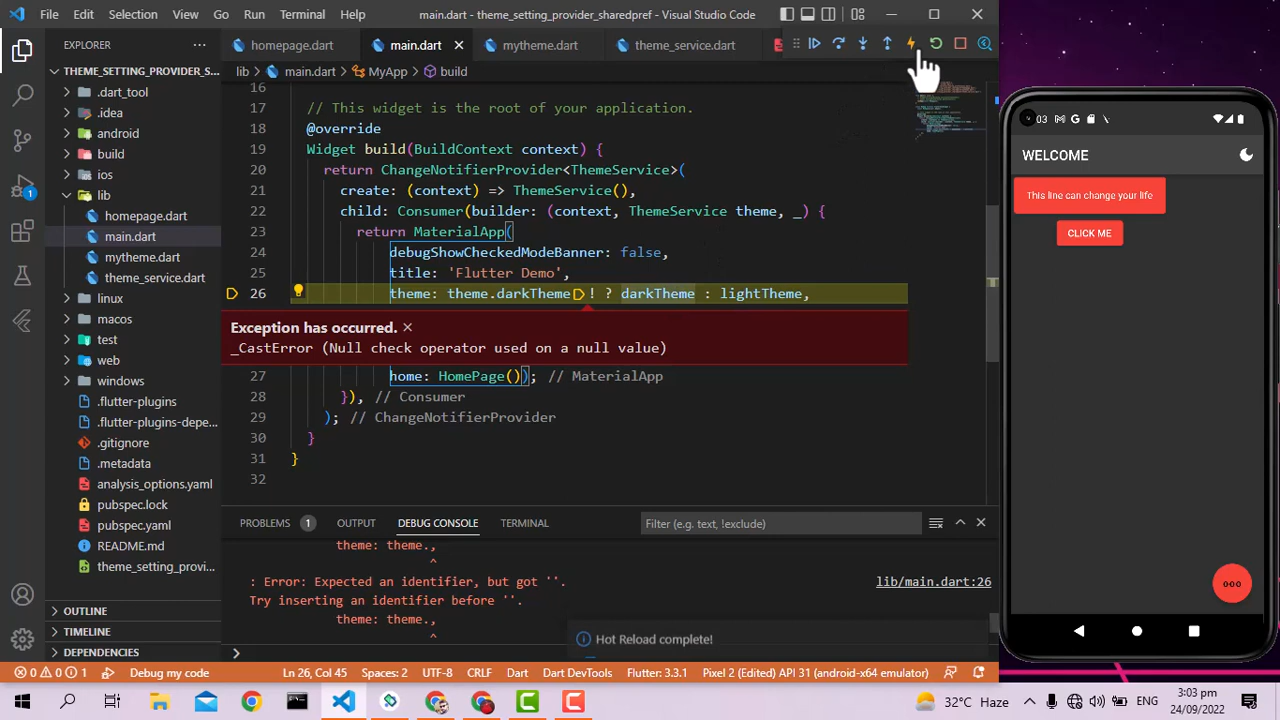 File Edit Selection View Go Run Terminal Help
main.dart - theme_setting_provider_sharedpref - Visual Studio Code
EXPLORER
homepage.dart
main.dart
mytheme.dart
theme_service.dart
THEME_SETTING_PROVIDER_S...
lib > main.dart > MyApp > build
.dart_tool
.idea
android
build
ios
lib
homepage.dart
main.dart
mytheme.dart
theme_service.dart
linux
macos
test
web
windows
.flutter-plugins
.flutter-plugins-depe...
.gitignore
.metadata
analysis_options.yaml
pubspec.lock
pubspec.yaml
README.md
theme_setting_provi...
OUTLINE
TIMELINE
DEPENDENCIES
1
16
17 // This widget is the root of your application.
18 @override
19 Widget build(BuildContext context) {
20 return ChangeNotifierProvider<ThemeService>(
21 create: (context) => ThemeService(),
22 child: Consumer(builder: (context, ThemeService theme, _) {
23 return MaterialApp(
24 debugShowCheckedModeBanner: false,
25 title: 'Flutter Demo',
26 theme: theme.darkTheme! ? darkTheme : lightTheme,
Exception has occurred. ×
_CastError (Null check operator used on a null value)
27 home: HomePage()); // MaterialApp
28 }), // Consumer
29 ); // ChangeNotifierProvider
30 }
31 }
32
PROBLEMS 1 OUTPUT DEBUG CONSOLE TERMINAL
Filter (e.g. text, !exclude)
theme: theme.,
^
: Error: Expected an identifier, but got ''.
lib/main.dart:26
Try inserting an identifier before ''.
theme: theme.,
^
Hot Reload complete!
>
0 0 1 Debug my code
Ln 26, Col 45 Spaces: 2 UTF-8 CRLF Dart Dart DevTools Flutter: 3.3.1 Pixel 2 (Edited) API 31 (android-x64 emulator)
03
WELCOME
This line can change your life
CLICK ME
32°C Haze
ENG
3:03 pm
24/09/2022